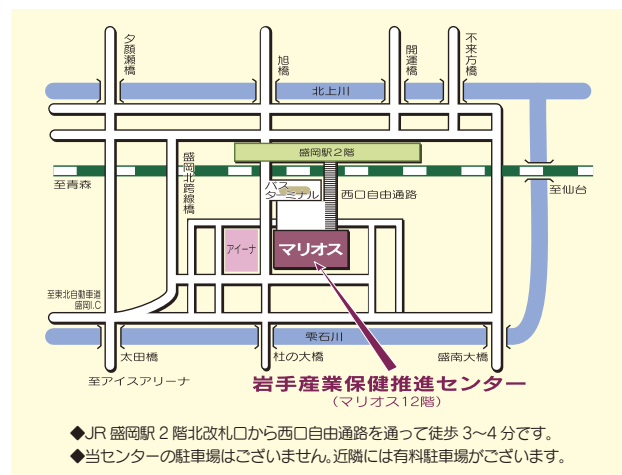 夕顔瀬橋
旭橋
開運橋
不来方橋
北上川
盛岡駅2階
盛岡北跨線橋
至青森
バス
ターミナル
西口自由通路
至仙台
アイーナ
マリオス
至東北自動車道
盛岡I.C
雫石川
太田橋
杜の大橋
盛南大橋
至アイスアリーナ
岩手産業保健推進センター
(マリオス12階)
◆JR 盛岡駅2階北改札口から西口自由通路を通って徒歩3〜4分です。
◆当センターの駐車場はございません。近隣には有料駐車場がございます。